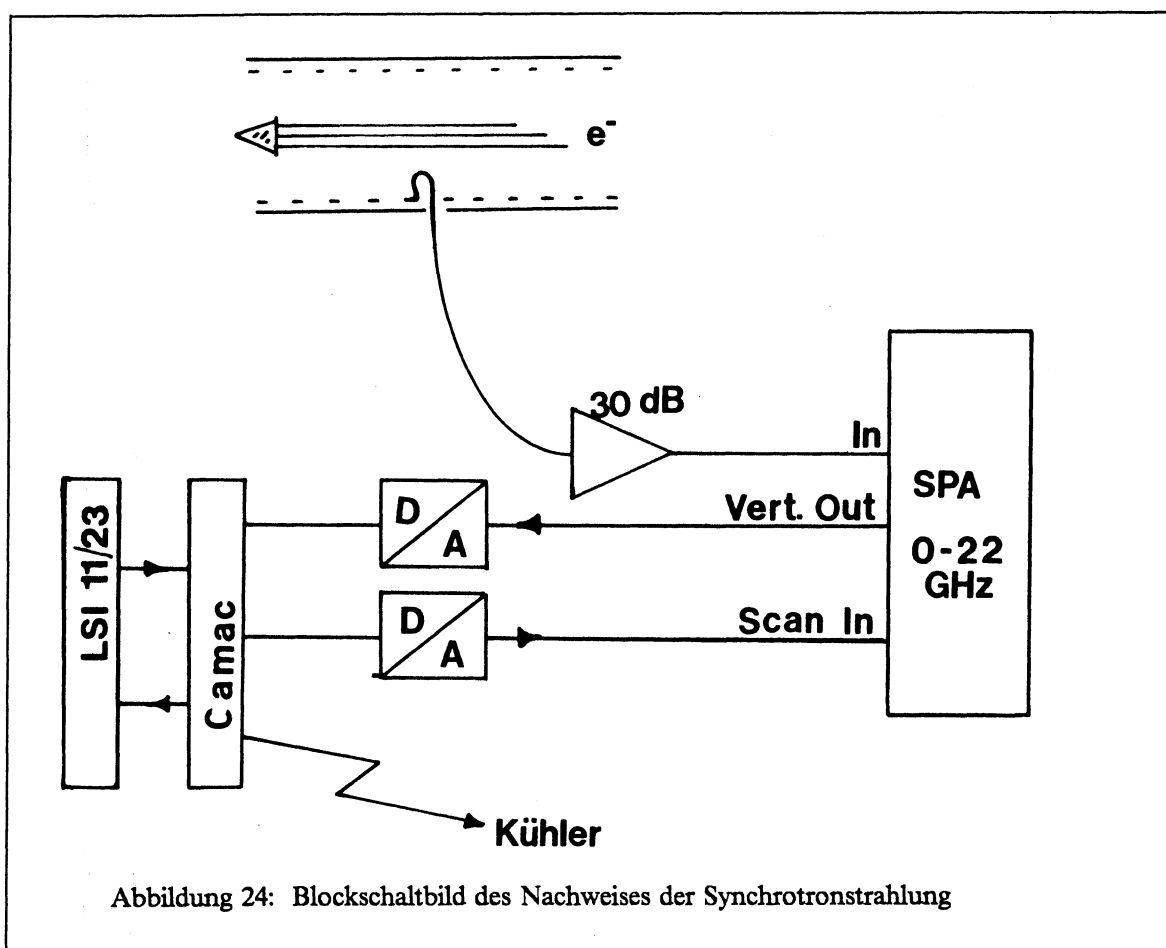 e-
30 dB
In
SPA
0-22
GHz
Vert. Out
Scan In
D
A
D
A
LSI 11/23
Camac
Kühler
Abbildung 24: Blockschaltbild des Nachweises der Synchrotronstrahlung